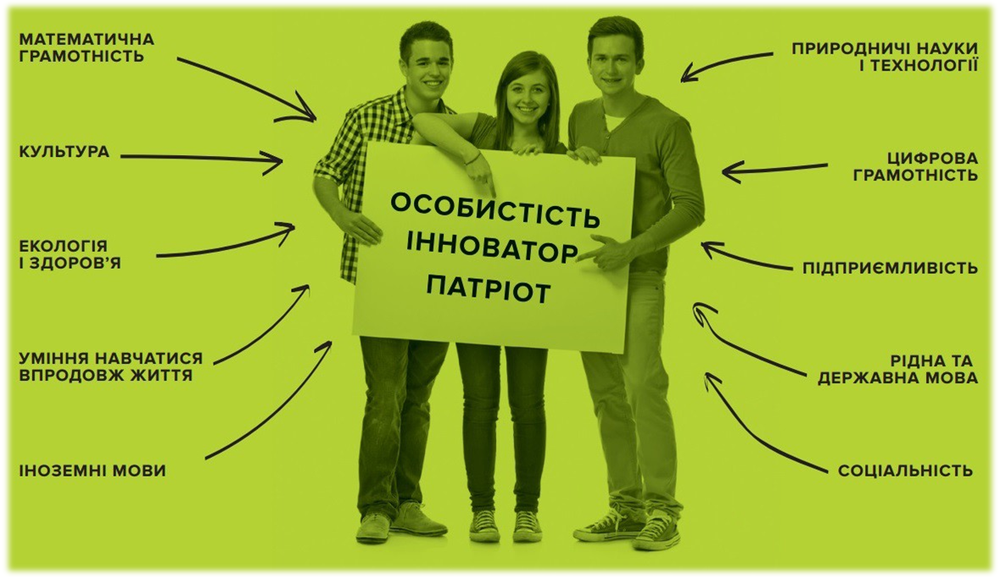 МАТЕМАТИЧНА
ГРАМОТНІСТЬ
КУЛЬТУРА
ЕКОЛОГІЯ
І ЗДОРОВ’Я
УМІННЯ НАВЧАТИСЯ
ВПРОДОВЖ ЖИТТЯ
ІНОЗЕМНІ МОВИ
ОСОБИСТІСТЬ
ІННОВАТОР
ПАТРІОТ
ПРИРОДНИЧІ НАУКИ
І ТЕХНОЛОГІЇ
ЦИФРОВА
ГРАМОТНІСТЬ
ПІДПРИЄМЛИВІСТЬ
РІДНА ТА
ДЕРЖАВНА МОВА
СОЦІАЛЬНІСТЬ